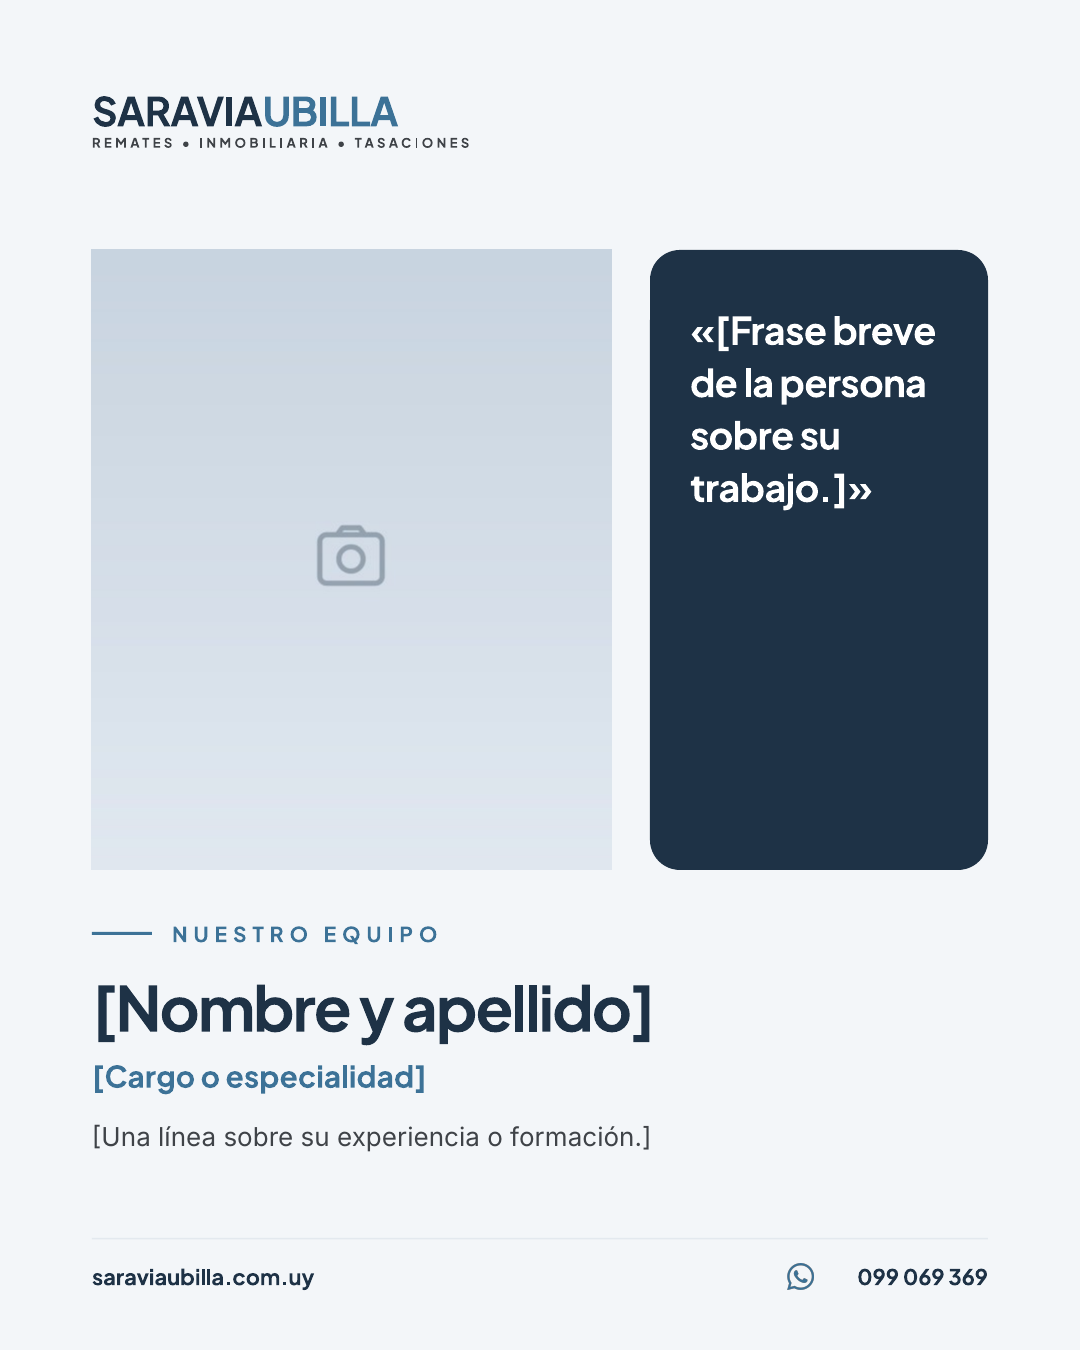 SARAVIAUBILLA
REMATES • INMOBILIARIA • TASACIONES
«[Frase breve
de la persona
sobre su
trabajo.]»
NUESTRO EQUIPO
[Nombre y apellido]
[Cargo o especialidad]
[Una línea sobre su experiencia o formación.]
saraviaubilla.com.uy
099 069 369